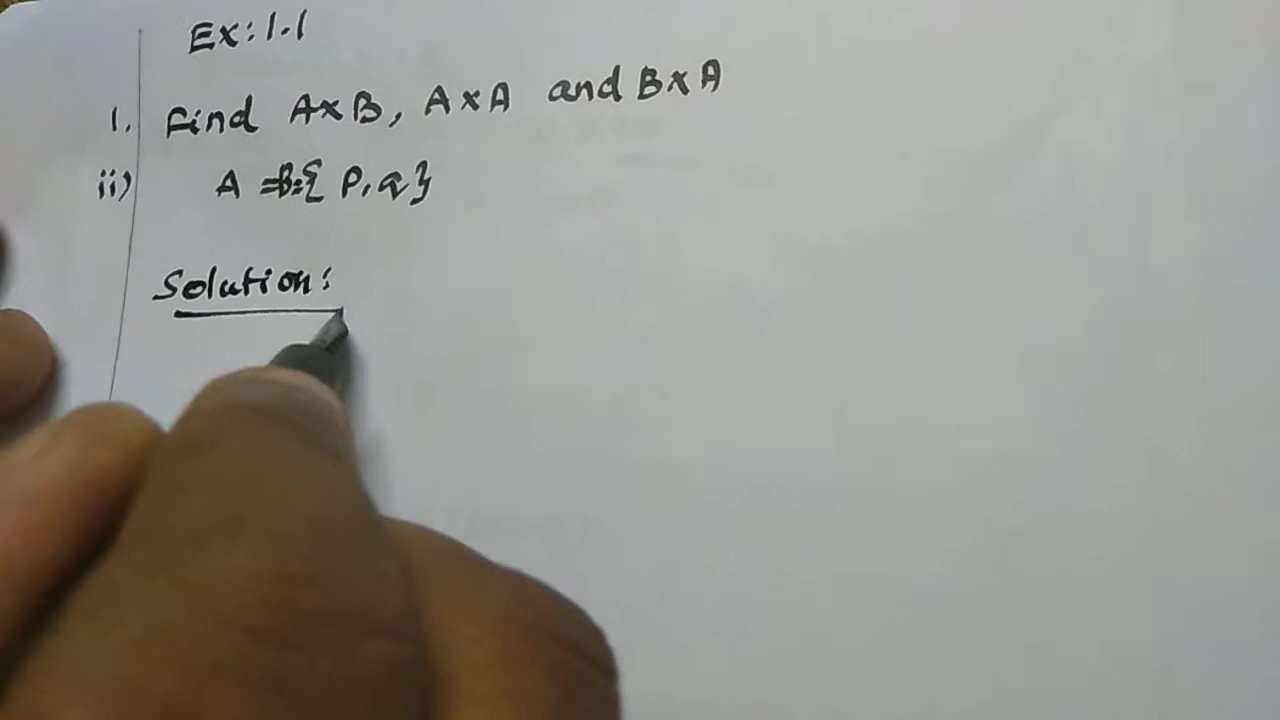 Ex: 1.1
1. Find A×B, A×A and B×A
ii) A =B={ P, q }
Solution: